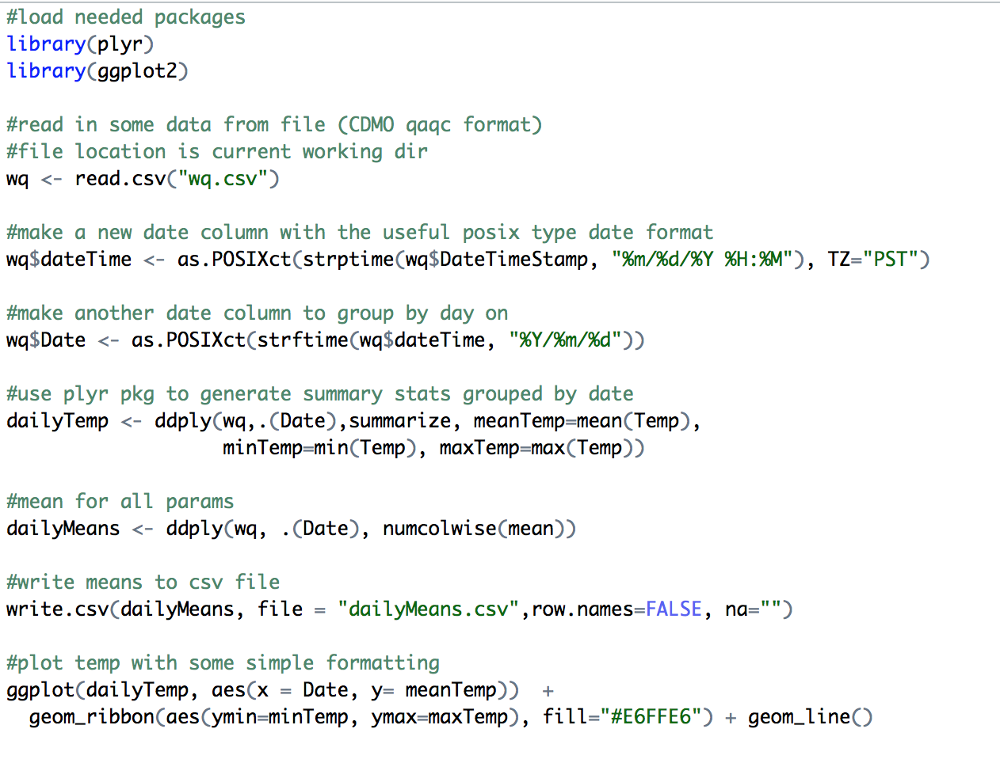 #load needed packages
library(plyr)
library(ggplot2)
#read in some data from file (CDMO qaqc format)
#file location is current working dir
wq <- read.csv("wq.csv")
#make a new date column with the useful posix type date format
wq$dateTime <- as.POSIXct(strptime(wq$DateTimeStamp, "%m/%d/%Y %H:%M"), TZ="PST")
#make another date column to group by day on
wq$Date <- as.POSIXct(strftime(wq$dateTime, "%Y/%m/%d"))
#use plyr pkg to generate summary stats grouped by date
dailyTemp <- ddply(wq,.(Date),summarize, meanTemp=mean(Temp),
                   minTemp=min(Temp), maxTemp=max(Temp))
#mean for all params
dailyMeans <- ddply(wq, .(Date), numcolwise(mean))
#write means to csv file
write.csv(dailyMeans, file = "dailyMeans.csv",row.names=FALSE, na="")
#plot temp with some simple formatting
ggplot(dailyTemp, aes(x = Date, y= meanTemp))  +
  geom_ribbon(aes(ymin=minTemp, ymax=maxTemp), fill="#E6FFE6") + geom_line()